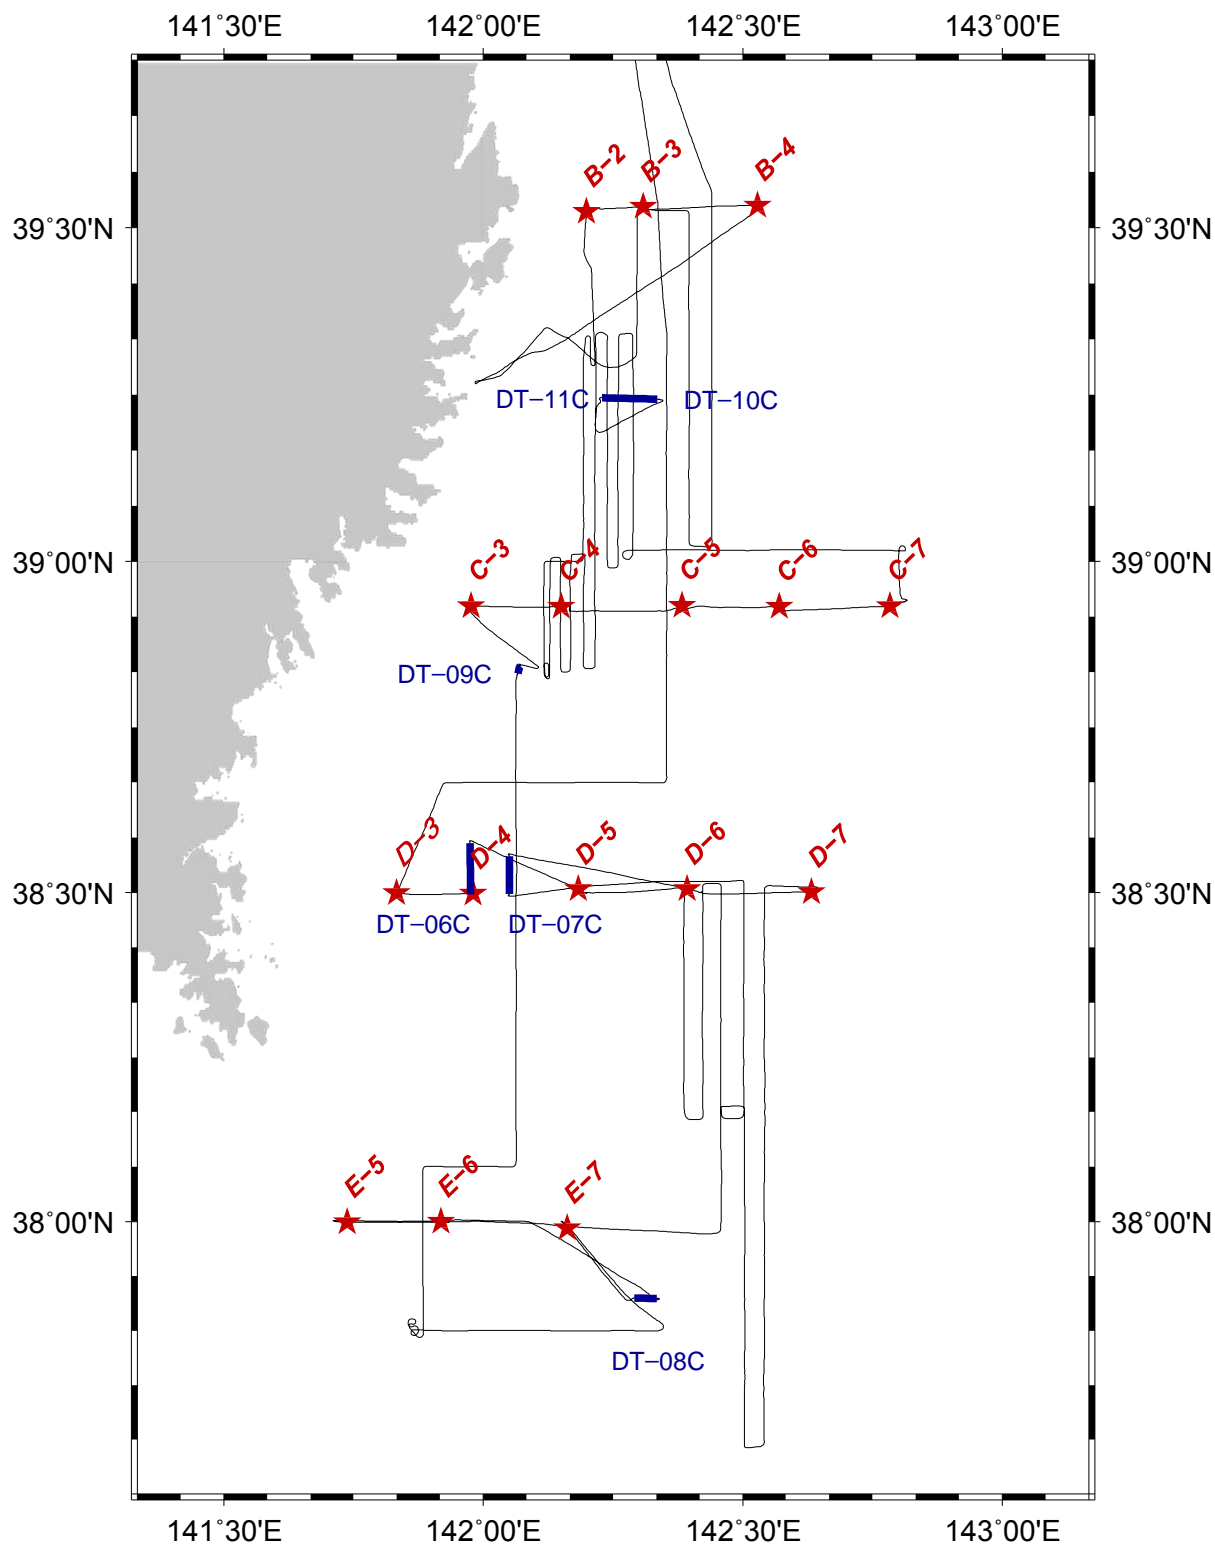 141˚30'E 142˚00'E 142˚30'E 143˚00'E
B−2 B−3 B−4
39˚30'N 39˚30'N
DT−11C DT−10C
C−3 C−4 C−5 C−6 C−7
39˚00'N 39˚00'N
DT−09C
D−3 D−4 D−5 D−6 D−7
38˚30'N 38˚30'N
DT−06C DT−07C
E−5 E−6 E−7
38˚00'N 38˚00'N
DT−08C
141˚30'E 142˚00'E 142˚30'E 143˚00'E